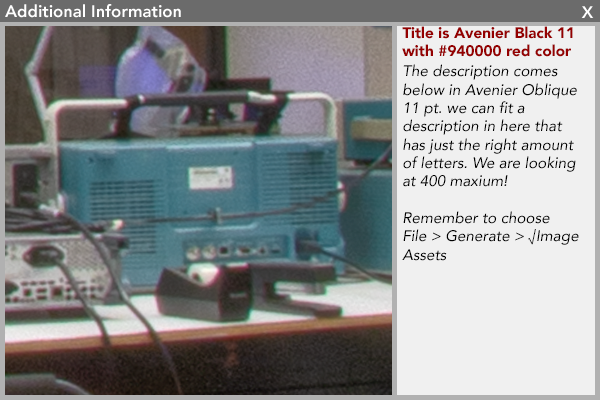 Additional Information X
Title is Avenier Black 11
with #940000 red color
The description comes
below in Avenier Oblique
11 pt. we can fit a
description in here that
has just the right amount
of letters. We are looking
at 400 maxium!
Remember to choose
File > Generate > √Image
Assets